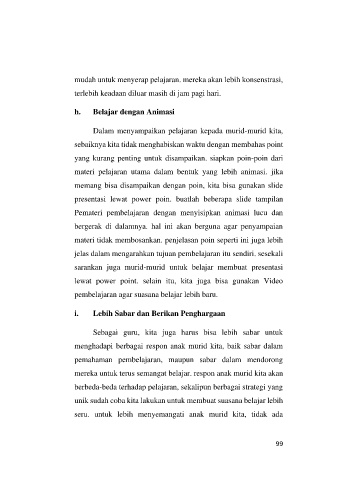 mudah untuk menyerap pelajaran. mereka akan lebih konsenstrasi,
terlebih keadaan diluar masih di jam pagi hari.
h. Belajar dengan Animasi
Dalam menyampaikan pelajaran kepada murid-murid kita,
sebaiknya kita tidak menghabiskan waktu dengan membahas point
yang kurang penting untuk disampaikan. siapkan poin-poin dari
materi pelajaran utama dalam bentuk yang lebih animasi. jika
memang bisa disampaikan dengan poin, kita bisa gunakan slide
presentasi lewat power poin. buatlah beberapa slide tampilan
Pemateri pembelajaran dengan menyisipkan animasi lucu dan
bergerak di dalamnya. hal ini akan berguna agar penyampaian
materi tidak membosankan. penjelasan poin seperti ini juga lebih
jelas dalam mengarahkan tujuan pembelajaran itu sendiri. sesekali
sarankan juga murid-murid untuk belajar membuat presentasi
lewat power point. selain itu, kita juga bisa gunakan Video
pembelajaran agar suasana belajar lebih baru.
i. Lebih Sabar dan Berikan Penghargaan
Sebagai guru, kita juga harus bisa lebih sabar untuk
menghadapi berbagai respon anak murid kita, baik sabar dalam
pemahaman pembelajaran, maupun sabar dalam mendorong
mereka untuk terus semangat belajar. respon anak murid kita akan
berbeda-beda terhadap pelajaran, sekalipun berbagai strategi yang
unik sudah coba kita lakukan untuk membuat suasana belajar lebih
seru. untuk lebih menyemangati anak murid kita, tidak ada
99